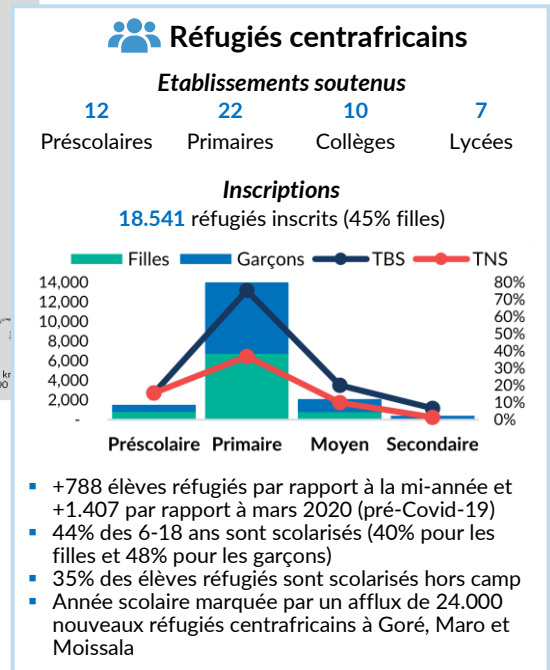 Réfugiés centrafricains
Etablissements soutenus
12 22 10 7
Préscolaires Primaires Collèges Lycées
Inscriptions
18.541 réfugiés inscrits (45% filles)
Filles Garçons TBS TNS
14,000 80%
12,000 70%
10,000 60%
8,000 50%
6,000 40%
4,000 30%
2,000 20%
- 10%
0%
Préscolaire Primaire Moyen Secondaire
▪ +788 élèves réfugiés par rapport à la mi-année et
+1.407 par rapport à mars 2020 (pré-Covid-19)
▪ 44% des 6-18 ans sont scolarisés (40% pour les
filles et 48% pour les garçons)
▪ 35% des élèves réfugiés sont scolarisés hors camp
▪ Année scolaire marquée par un afflux de 24.000
nouveaux réfugiés centrafricains à Goré, Maro et
Moissala